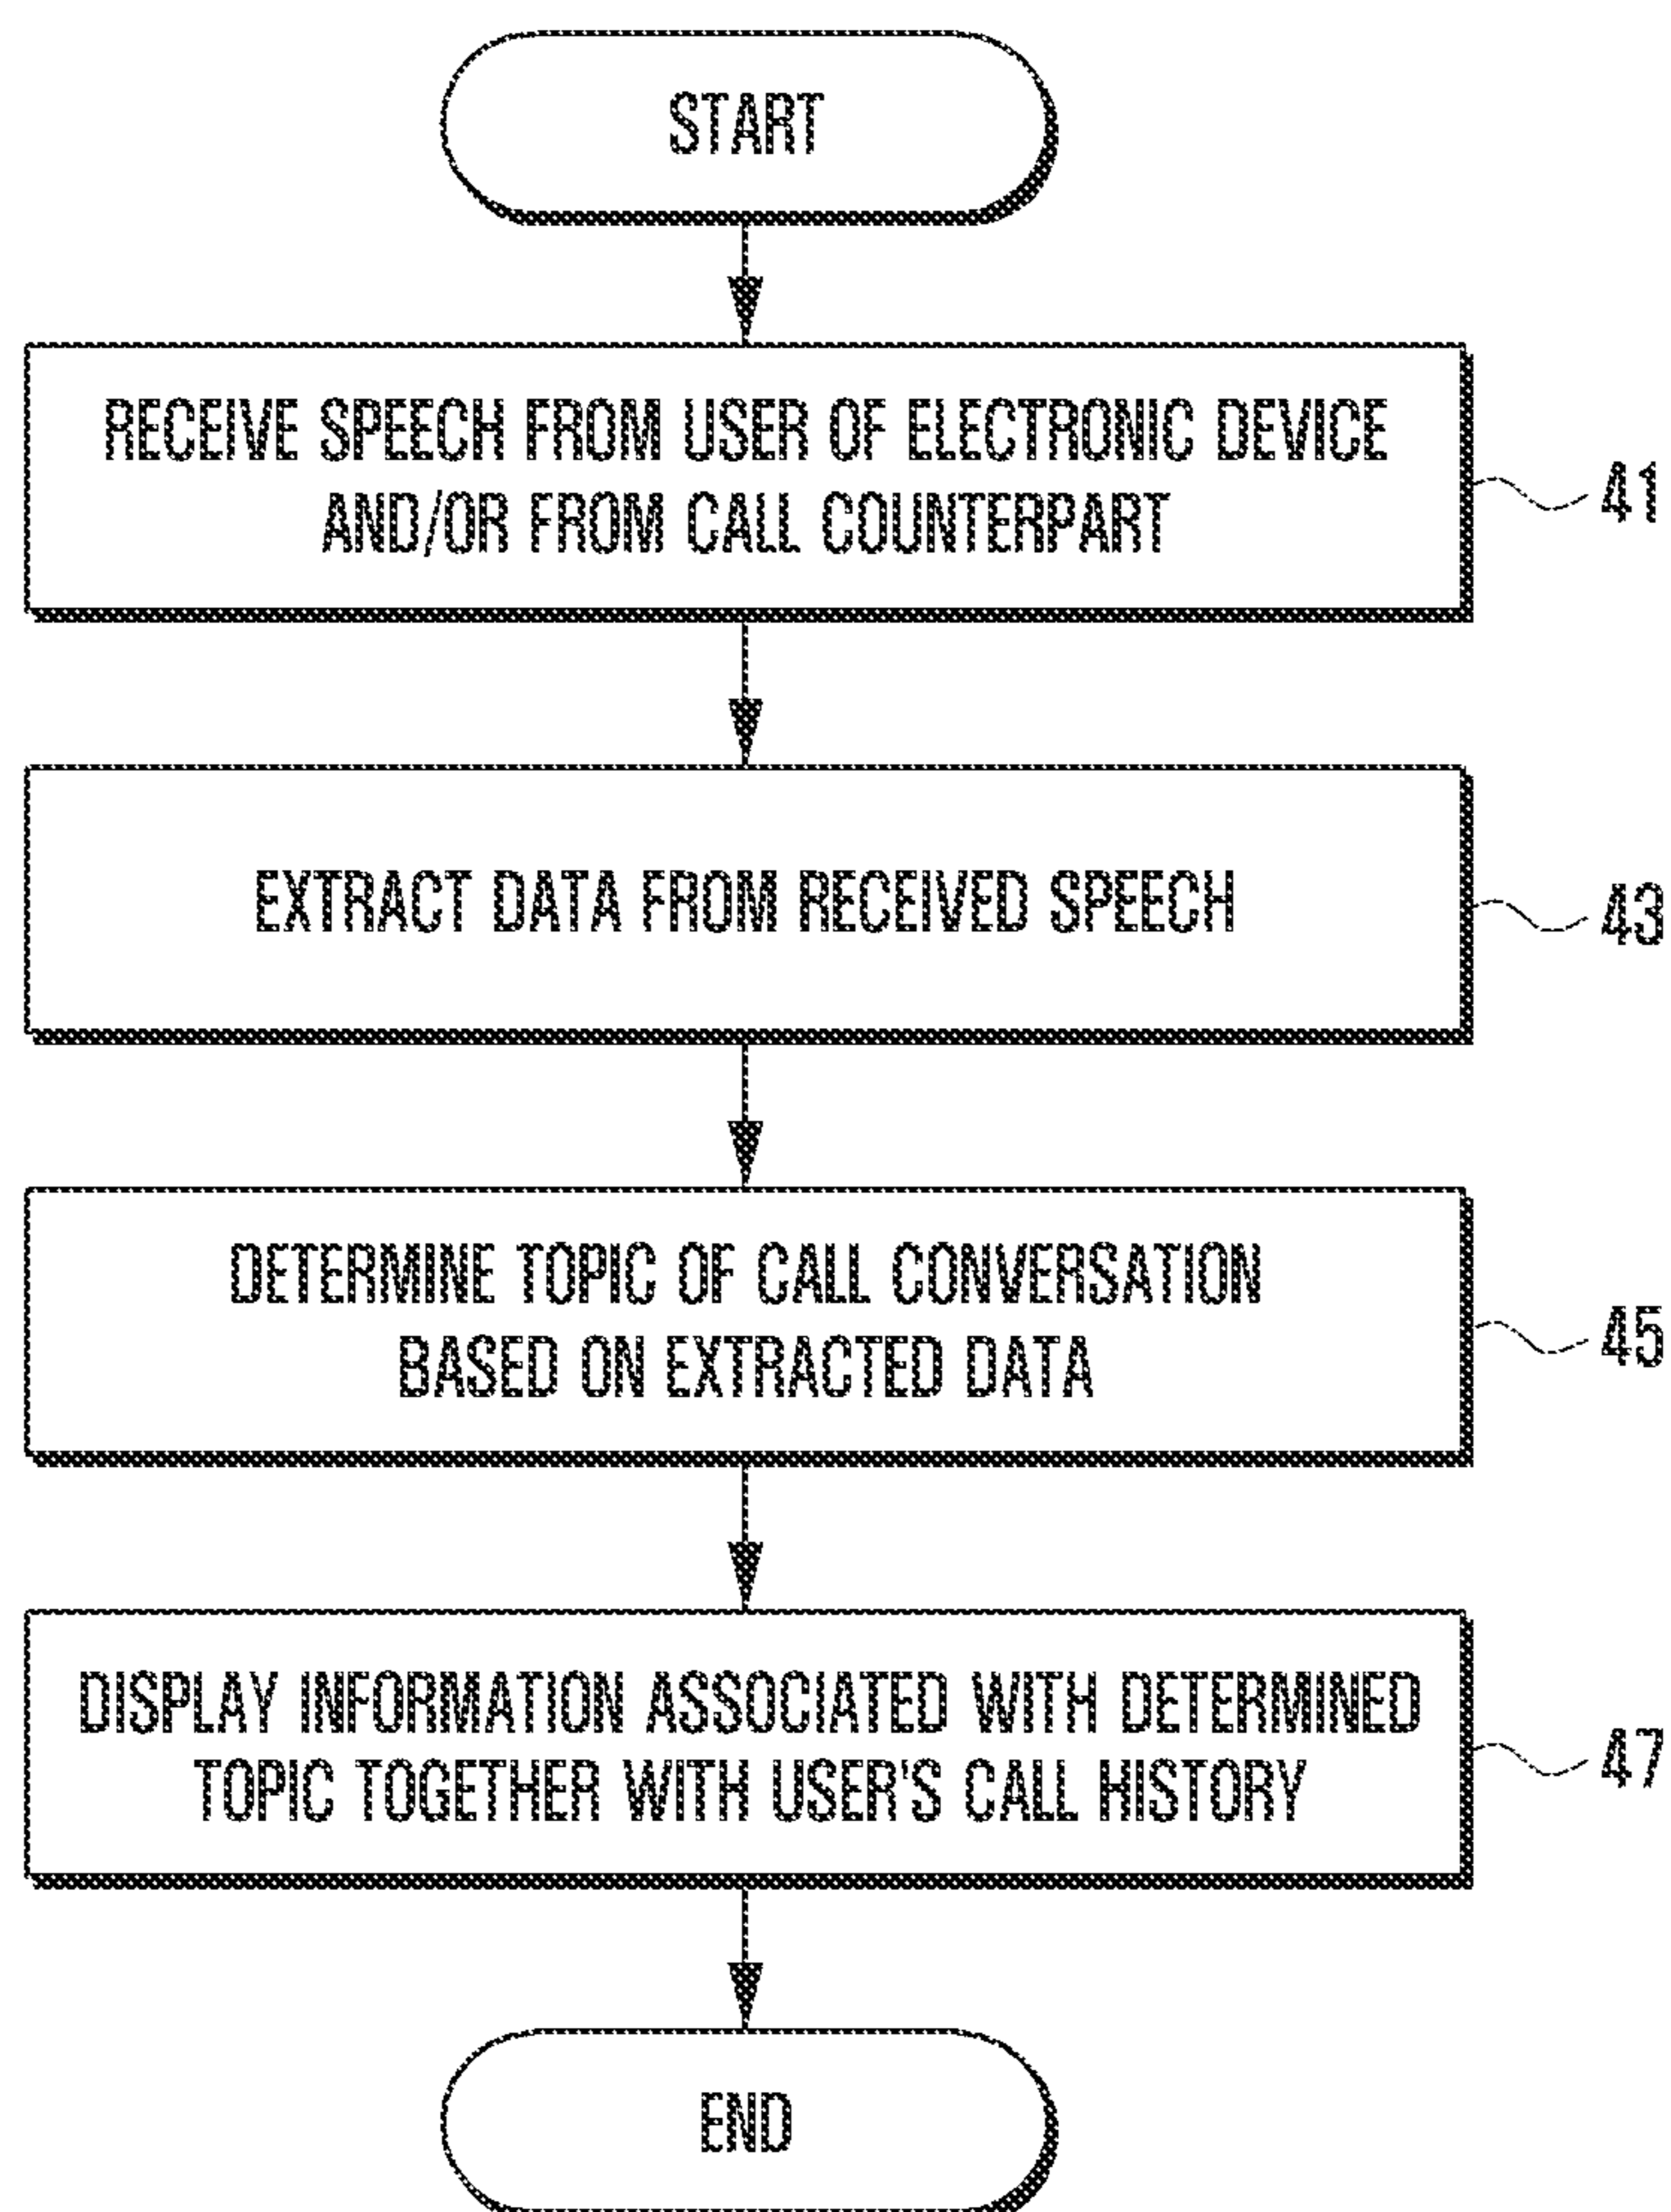 START
RECEIVE SPEECH FROM USER OF ELECTRONIC DEVICE
AND/OR FROM CALL COUNTERPART
41
EXTRACT DATA FROM RECEIVED SPEECH
43
DETERMINE TOPIC OF CALL CONVERSATION
BASED ON EXTRACTED DATA
45
DISPLAY INFORMATION ASSOCIATED WITH DETERMINED
TOPIC TOGETHER WITH USER'S CALL HISTORY
47
END